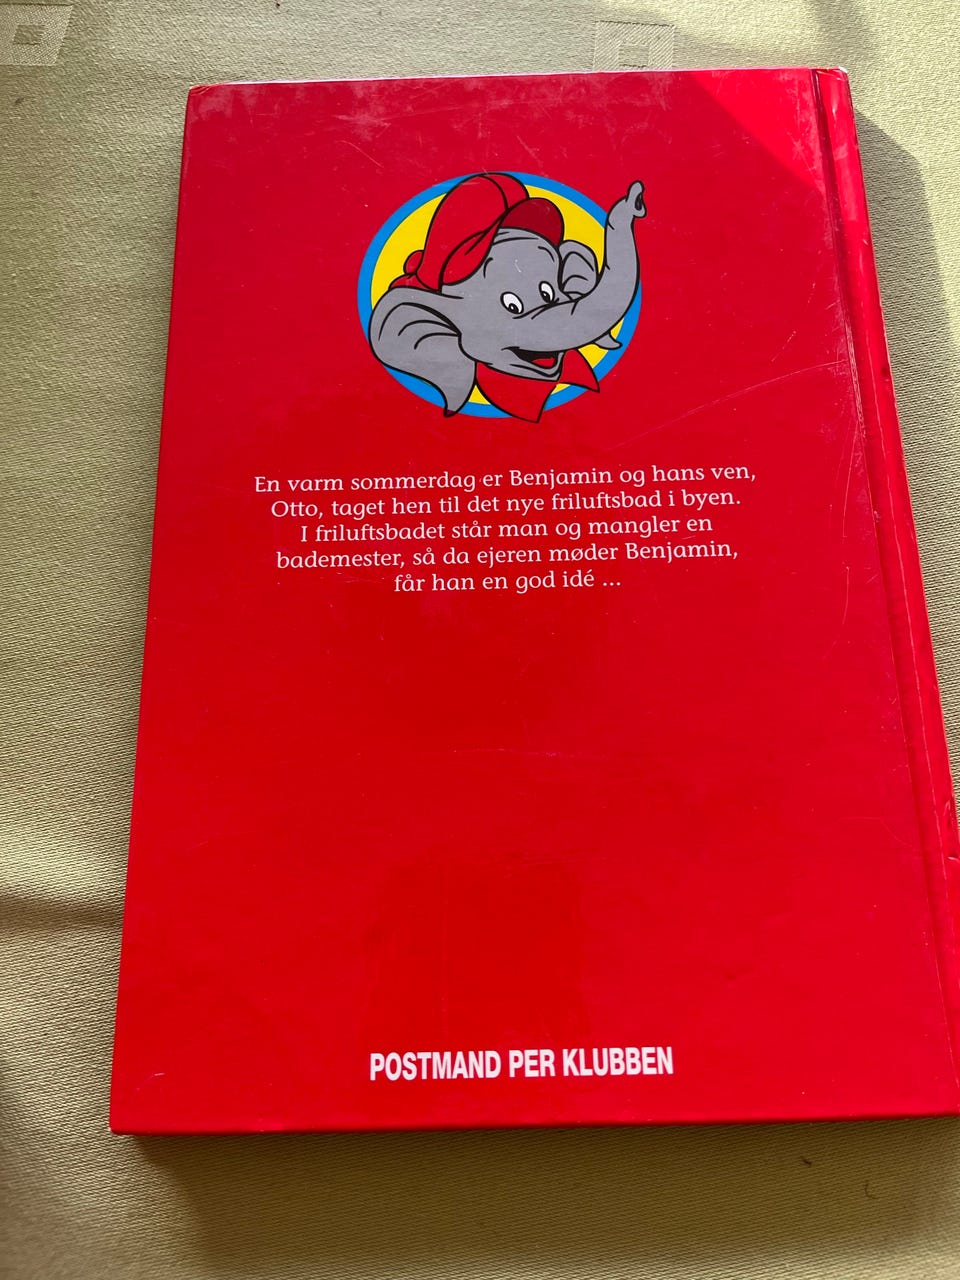 En varm sommerdag er Benjamin og hans ven,
Otto, taget hen til det nye friluftsbad i byen.
I friluftsbadet står man og mangler en
bademester, så da ejeren møder Benjamin,
får han en god idé ...
POSTMAND PER KLUBBEN